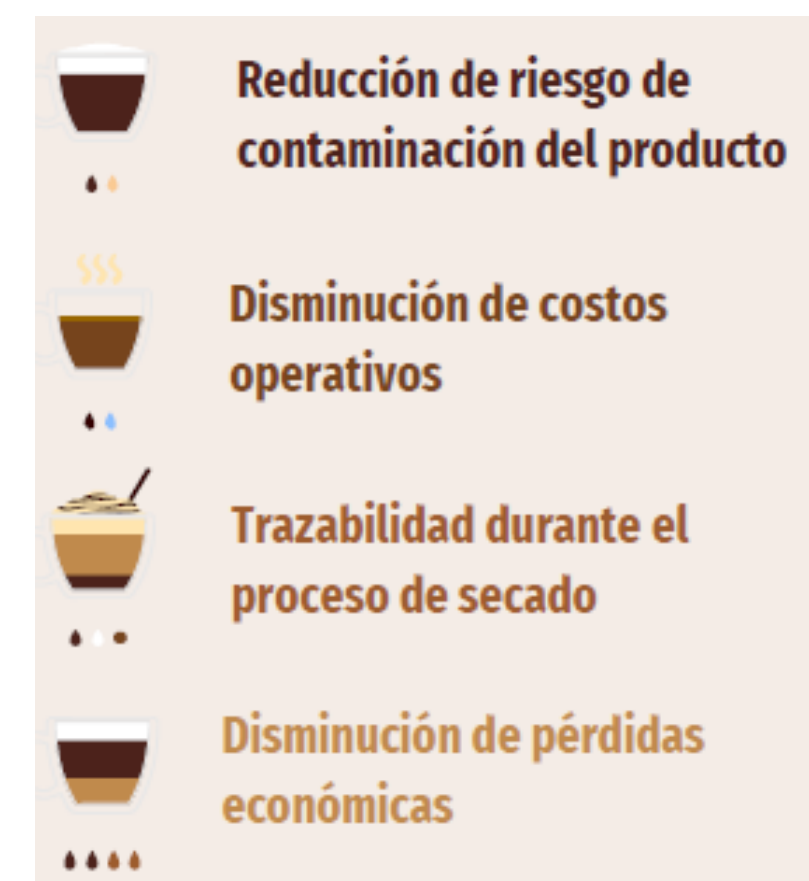 Reducción de riesgo de
contaminación del producto
Disminución de costos
operativos
Trazabilidad durante el
proceso de secado
Disminución de pérdidas
económicas